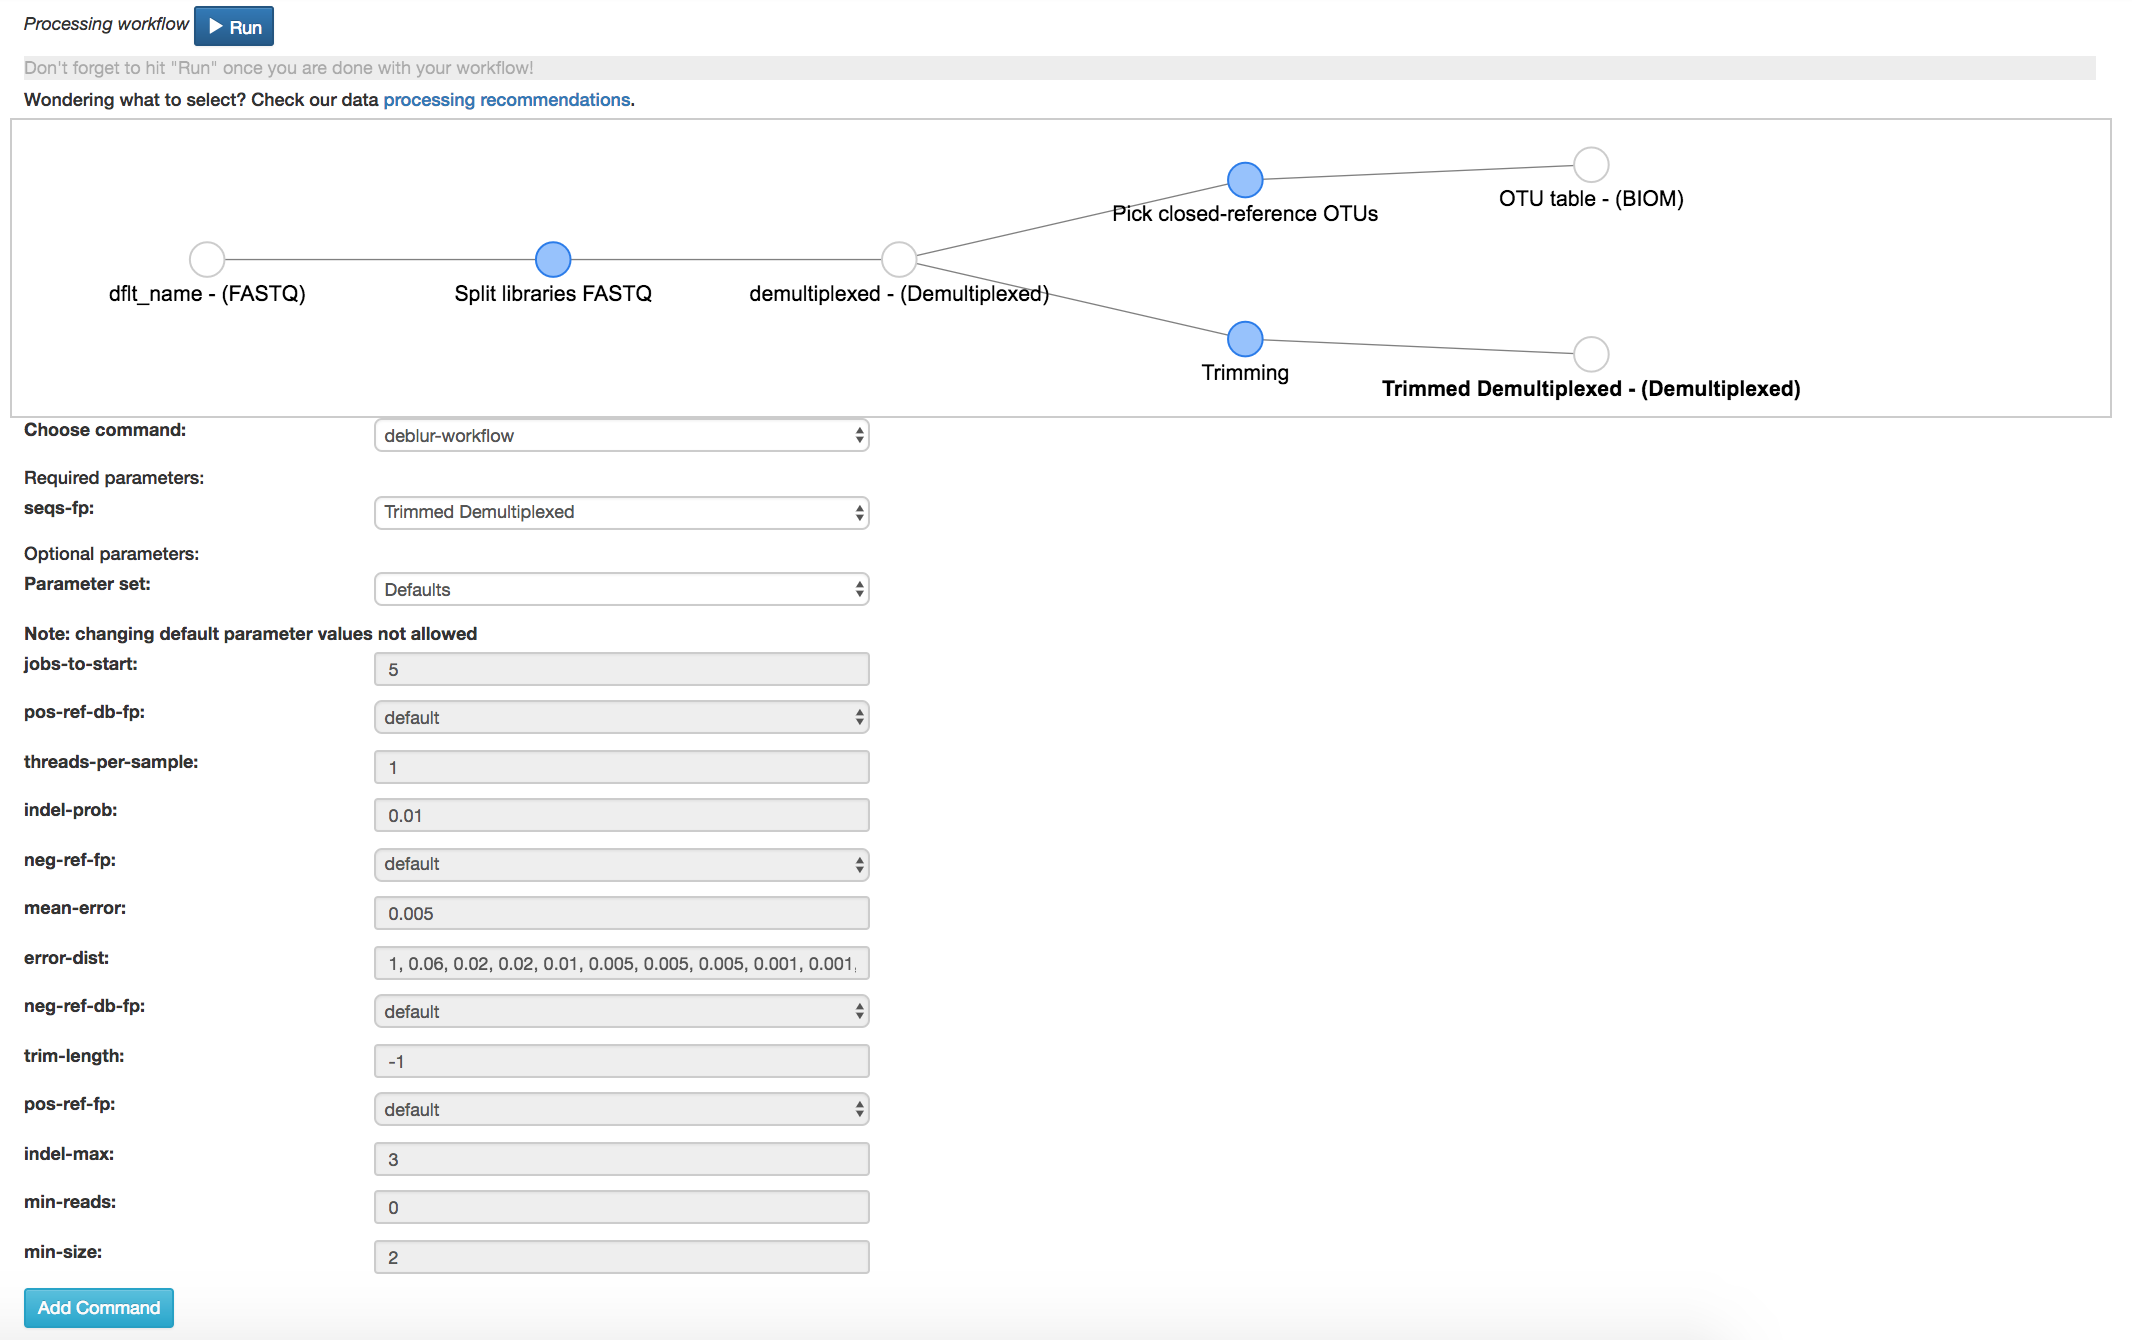 Processing workflow Run
Don't forget to hit "Run" once you are done with your workflow!
Wondering what to select? Check our data processing recommendations.
OTU table - (BIOM)
Pick closed-reference OTUs
dflt_name - (FASTQ) Split libraries FASTQ demultiplexed - (Demultiplexed)
Trimming
Trimmed Demultiplexed - (Demultiplexed)
Choose command: deblur-workflow
Required parameters:
seqs-fp: Trimmed Demultiplexed
Optional parameters:
Parameter set: Defaults
Note: changing default parameter values not allowed
jobs-to-start: 5
pos-ref-db-fp: default
threads-per-sample: 1
indel-prob: 0.01
neg-ref-fp: default
mean-error: 0.005
error-dist: 1, 0.06, 0.02, 0.02, 0.01, 0.005, 0.005, 0.005, 0.001, 0.001,
neg-ref-db-fp: default
trim-length: -1
pos-ref-fp: default
indel-max: 3
min-reads: 0
min-size: 2
Add Command